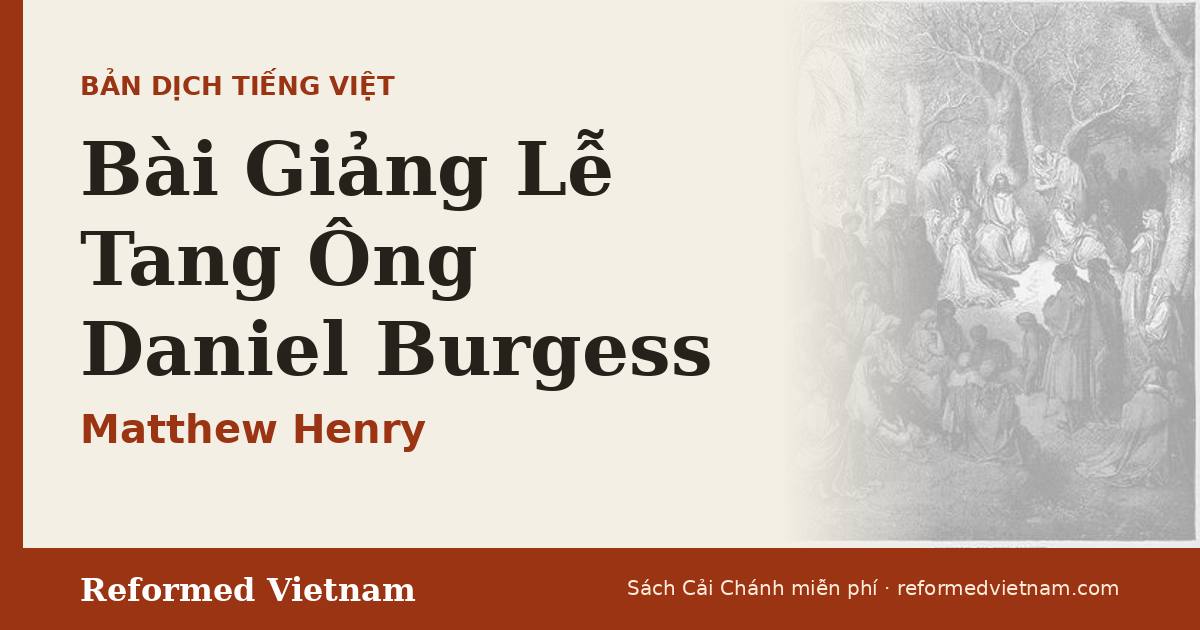 BẢN DỊCH TIẾNG VIỆT
Bài Giảng Lễ
Tang Ông
Daniel Burgess
Matthew Henry
Reformed Vietnam
Sách Cải Chánh miễn phí · reformedvietnam.com